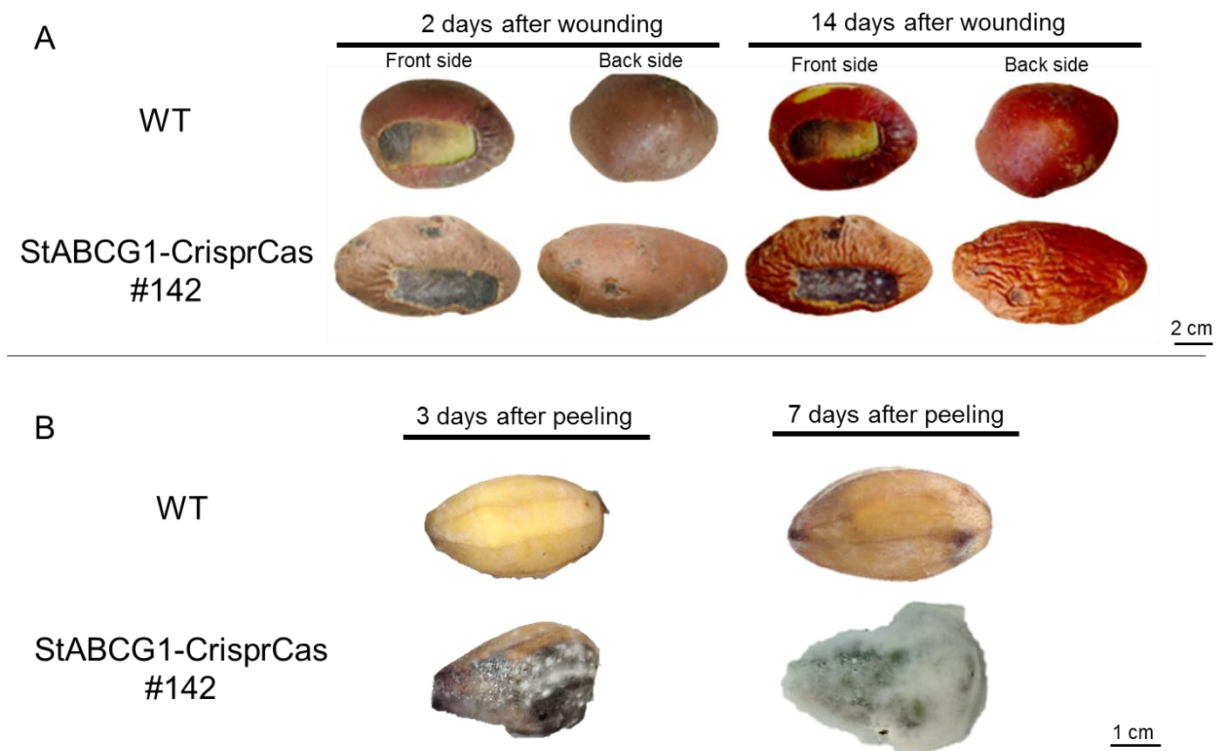 A
2 days after wounding
14 days after wounding
Front side
Back side
Front side
Back side
WT
StABCG1-CrisprCas
#142
2 cm
B
3 days after peeling
7 days after peeling
WT
StABCG1-CrisprCas
#142
1 cm